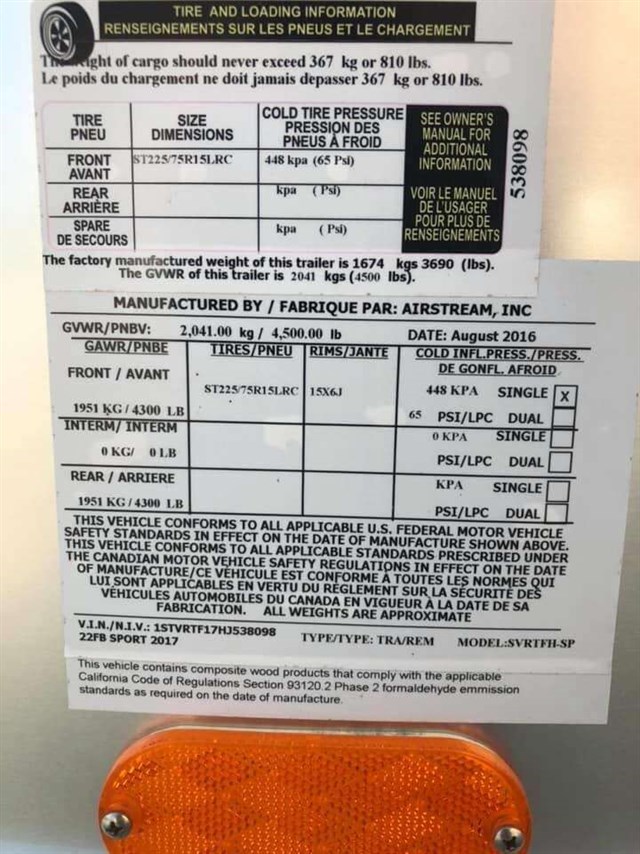 TIRE AND LOADING INFORMATION
RENSEIGNEMENTS SUR LES PNEUS ET LE CHARGEMENT
ght of cargo should never exceed 367 kg or 810 lbs.
Le poids du chargement ne doit jamais depasser 367 kg or 810 lbs.
TIRE PNEU
SIZE DIMENSIONS
COLD TIRE PRESSURE PRESSION DES PNEUS À FROID
SEE OWNER'S MANUAL FOR ADDITIONAL INFORMATION
VOIR LE MANUEL DE L'USAGER POUR PLUS DE RENSEIGNEMENTS
538098
FRONT AVANT ST225/75R15LRC 448 kpa (65 Psi)
REAR ARRIÈRE kpa (Psi)
SPARE DE SECOURS kpa (Psi)
The factory manufactured weight of this trailer is 1674 kgs 3690 (lbs).
The GVWR of this trailer is 2041 kgs (4500 lbs).
MANUFACTURED BY / FABRIQUE PAR: AIRSTREAM, INC
GVWR/PNBV: 2,041.00 kg / 4,500.00 lb DATE: August 2016
GAWR/PNBE TIRES/PNEU RIMS/JANTE COLD INFL.PRESS./PRESS. DE GONFL. AFROID
FRONT / AVANT
ST225/75R15LRC 15X6J 448 KPA SINGLE X
1951 KG / 4300 LB 65 PSI/LPC DUAL
INTERM/ INTERM 0 KPA SINGLE
0 KG/ 0 LB PSI/LPC DUAL
REAR / ARRIERE KPA SINGLE
1951 KG / 4300 LB PSI/LPC DUAL
THIS VEHICLE CONFORMS TO ALL APPLICABLE U.S. FEDERAL MOTOR VEHICLE
SAFETY STANDARDS IN EFFECT ON THE DATE OF MANUFACTURE SHOWN ABOVE.
THIS VEHICLE CONFORMS TO ALL APPLICABLE STANDARDS PRESCRIBED UNDER
THE CANADIAN MOTOR VEHICLE SAFETY REGULATIONS IN EFFECT ON THE DATE
OF MANUFACTURE/CE VÉHICULE EST CONFORME À TOUTES LES NORMES QUI
LUI SONT APPLICABLES EN VERTU DU RÈGLEMENT SUR LA SÉCURITÉ DES
VÉHICULES AUTOMOBILES DU CANADA EN VIGUEUR À LA DATE DE SA
FABRICATION. ALL WEIGHTS ARE APPROXIMATE
V.I.N./N.I.V.: 1STVRTF17HJ538098 TYPE/TYPE: TRA/REM MODEL:SVRTFH-SP
22FB SPORT 2017
This vehicle contains composite wood products that comply with the applicable
California Code of Regulations Section 93120.2 Phase 2 formaldehyde emmission
standards as required on the date of manufacture.